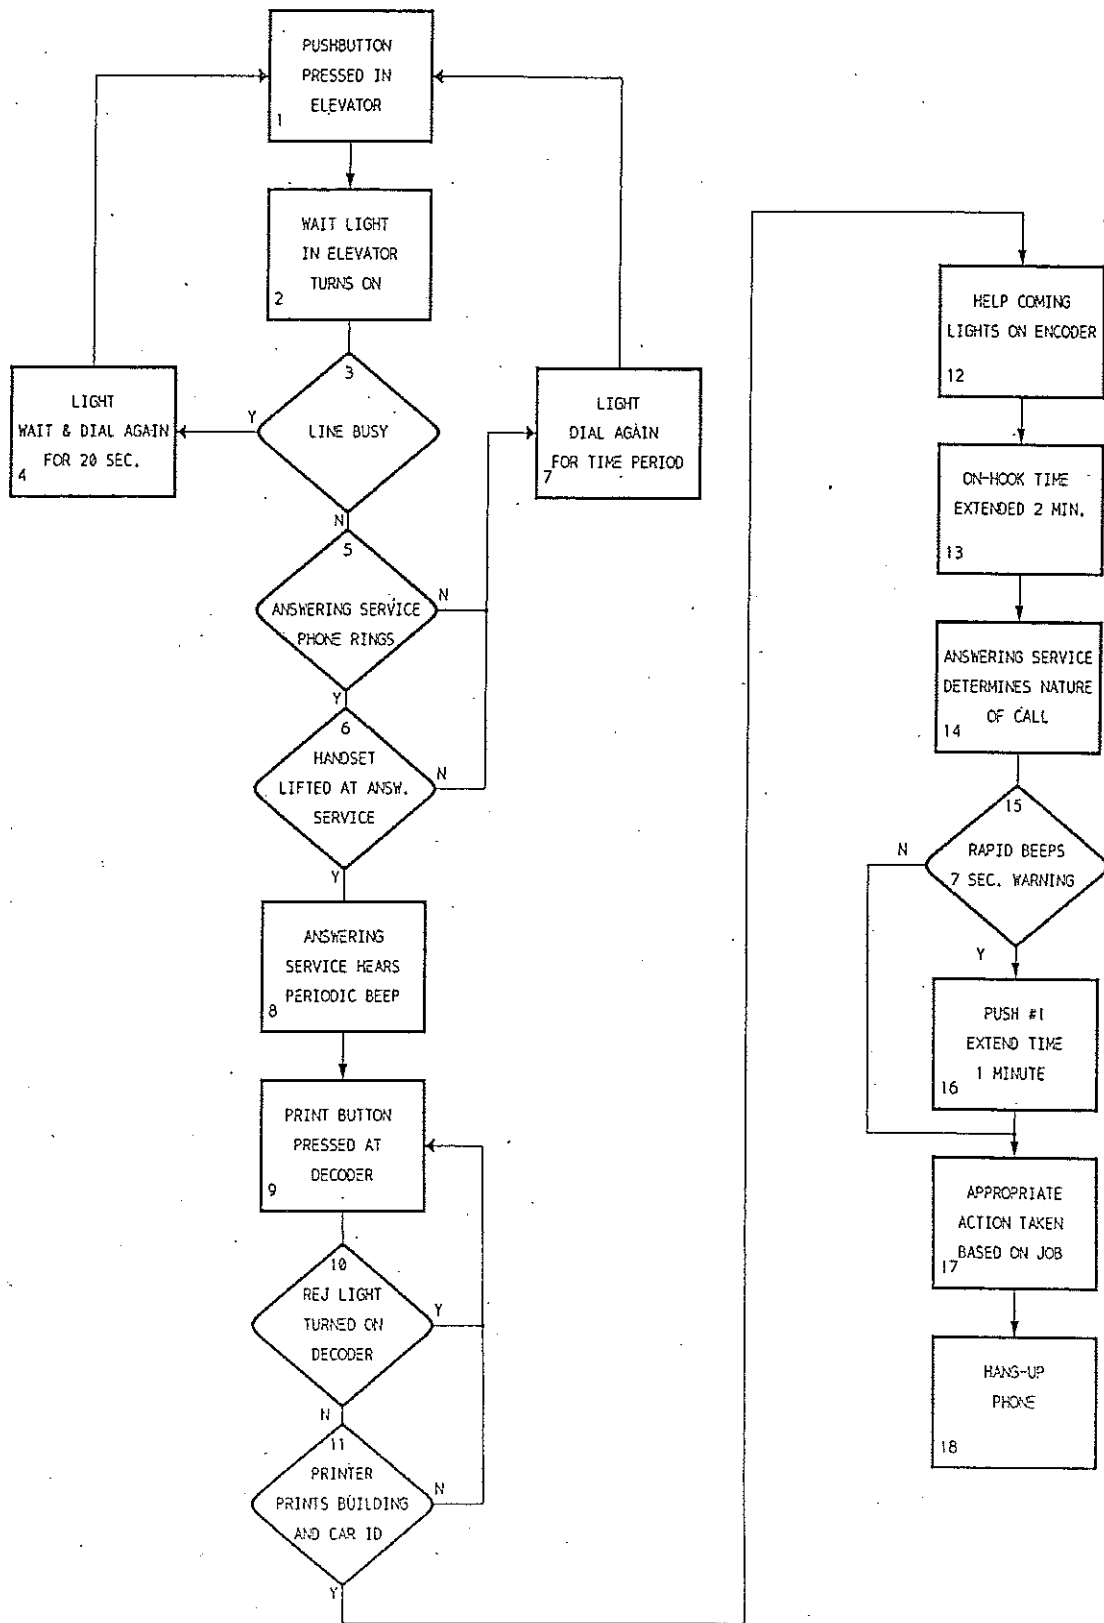 PUSHBUTTON
PRESSED IN
ELEVATOR
1
WAIT LIGHT
IN ELEVATOR
TURNS ON
2
3
LINE BUSY
Y
N
LIGHT
WAIT & DIAL AGAIN
FOR 20 SEC.
4
5
ANSWERING SERVICE
PHONE RINGS
N
Y
6
HANDSET
LIFTED AT ANSW.
SERVICE
N
Y
LIGHT
DIAL AGAIN
FOR TIME PERIOD
7
ANSWERING
SERVICE HEARS
PERIODIC BEEP
8
PRINT BUTTON
PRESSED AT
DECODER
9
10
REJ LIGHT
TURNED ON
DECODER
Y
N
11
PRINTER
PRINTS BUILDING
AND CAR ID
N
Y
HELP COMING
LIGHTS ON ENCODER
12
ON-HOOK TIME
EXTENDED 2 MIN.
13
ANSWERING SERVICE
DETERMINES NATURE
OF CALL
14
15
RAPID BEEPS
7 SEC. WARNING
N
Y
PUSH #1
EXTEND TIME
1 MINUTE
16
APPROPRIATE
ACTION TAKEN
BASED ON JOB
17
HANG-UP
PHONE
18